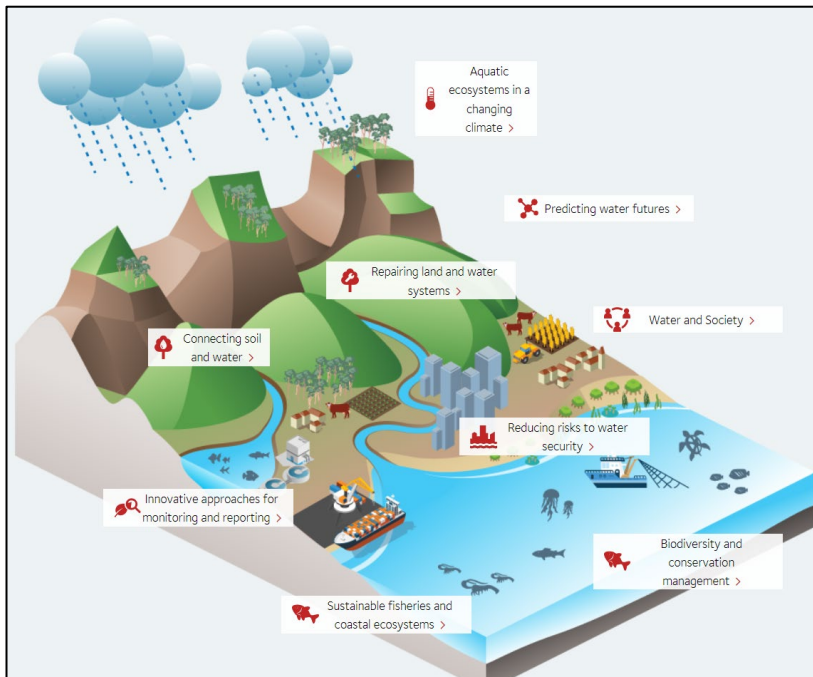 Aquatic
ecosystems in a
changing
climate >
Predicting water futures >
Repairing land and water
systems >
Water and Society >
Connecting soil
and water >
Reducing risks to water
security >
Innovative approaches for
monitoring and reporting >
Biodiversity and
conservation
management >
Sustainable fisheries and
coastal ecosystems >